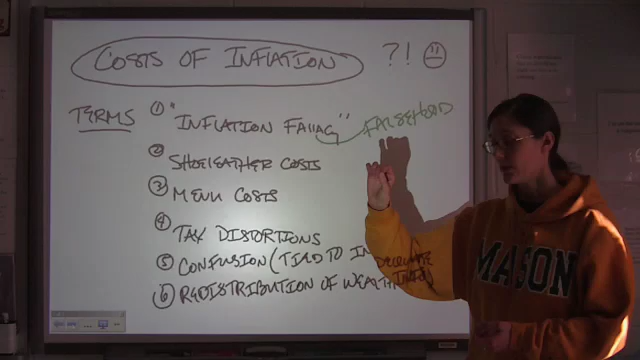 COSTS OF INFLATION ?!
TERMS ① "INFLATION FALLACY" FALSEHOOD
② SHOELEATHER COSTS
③ MENU COSTS
④ TAX DISTORTIONS
⑤ CONFUSION (TIED TO
⑥ REDISTRIBUTION OF WEALTH
MASON